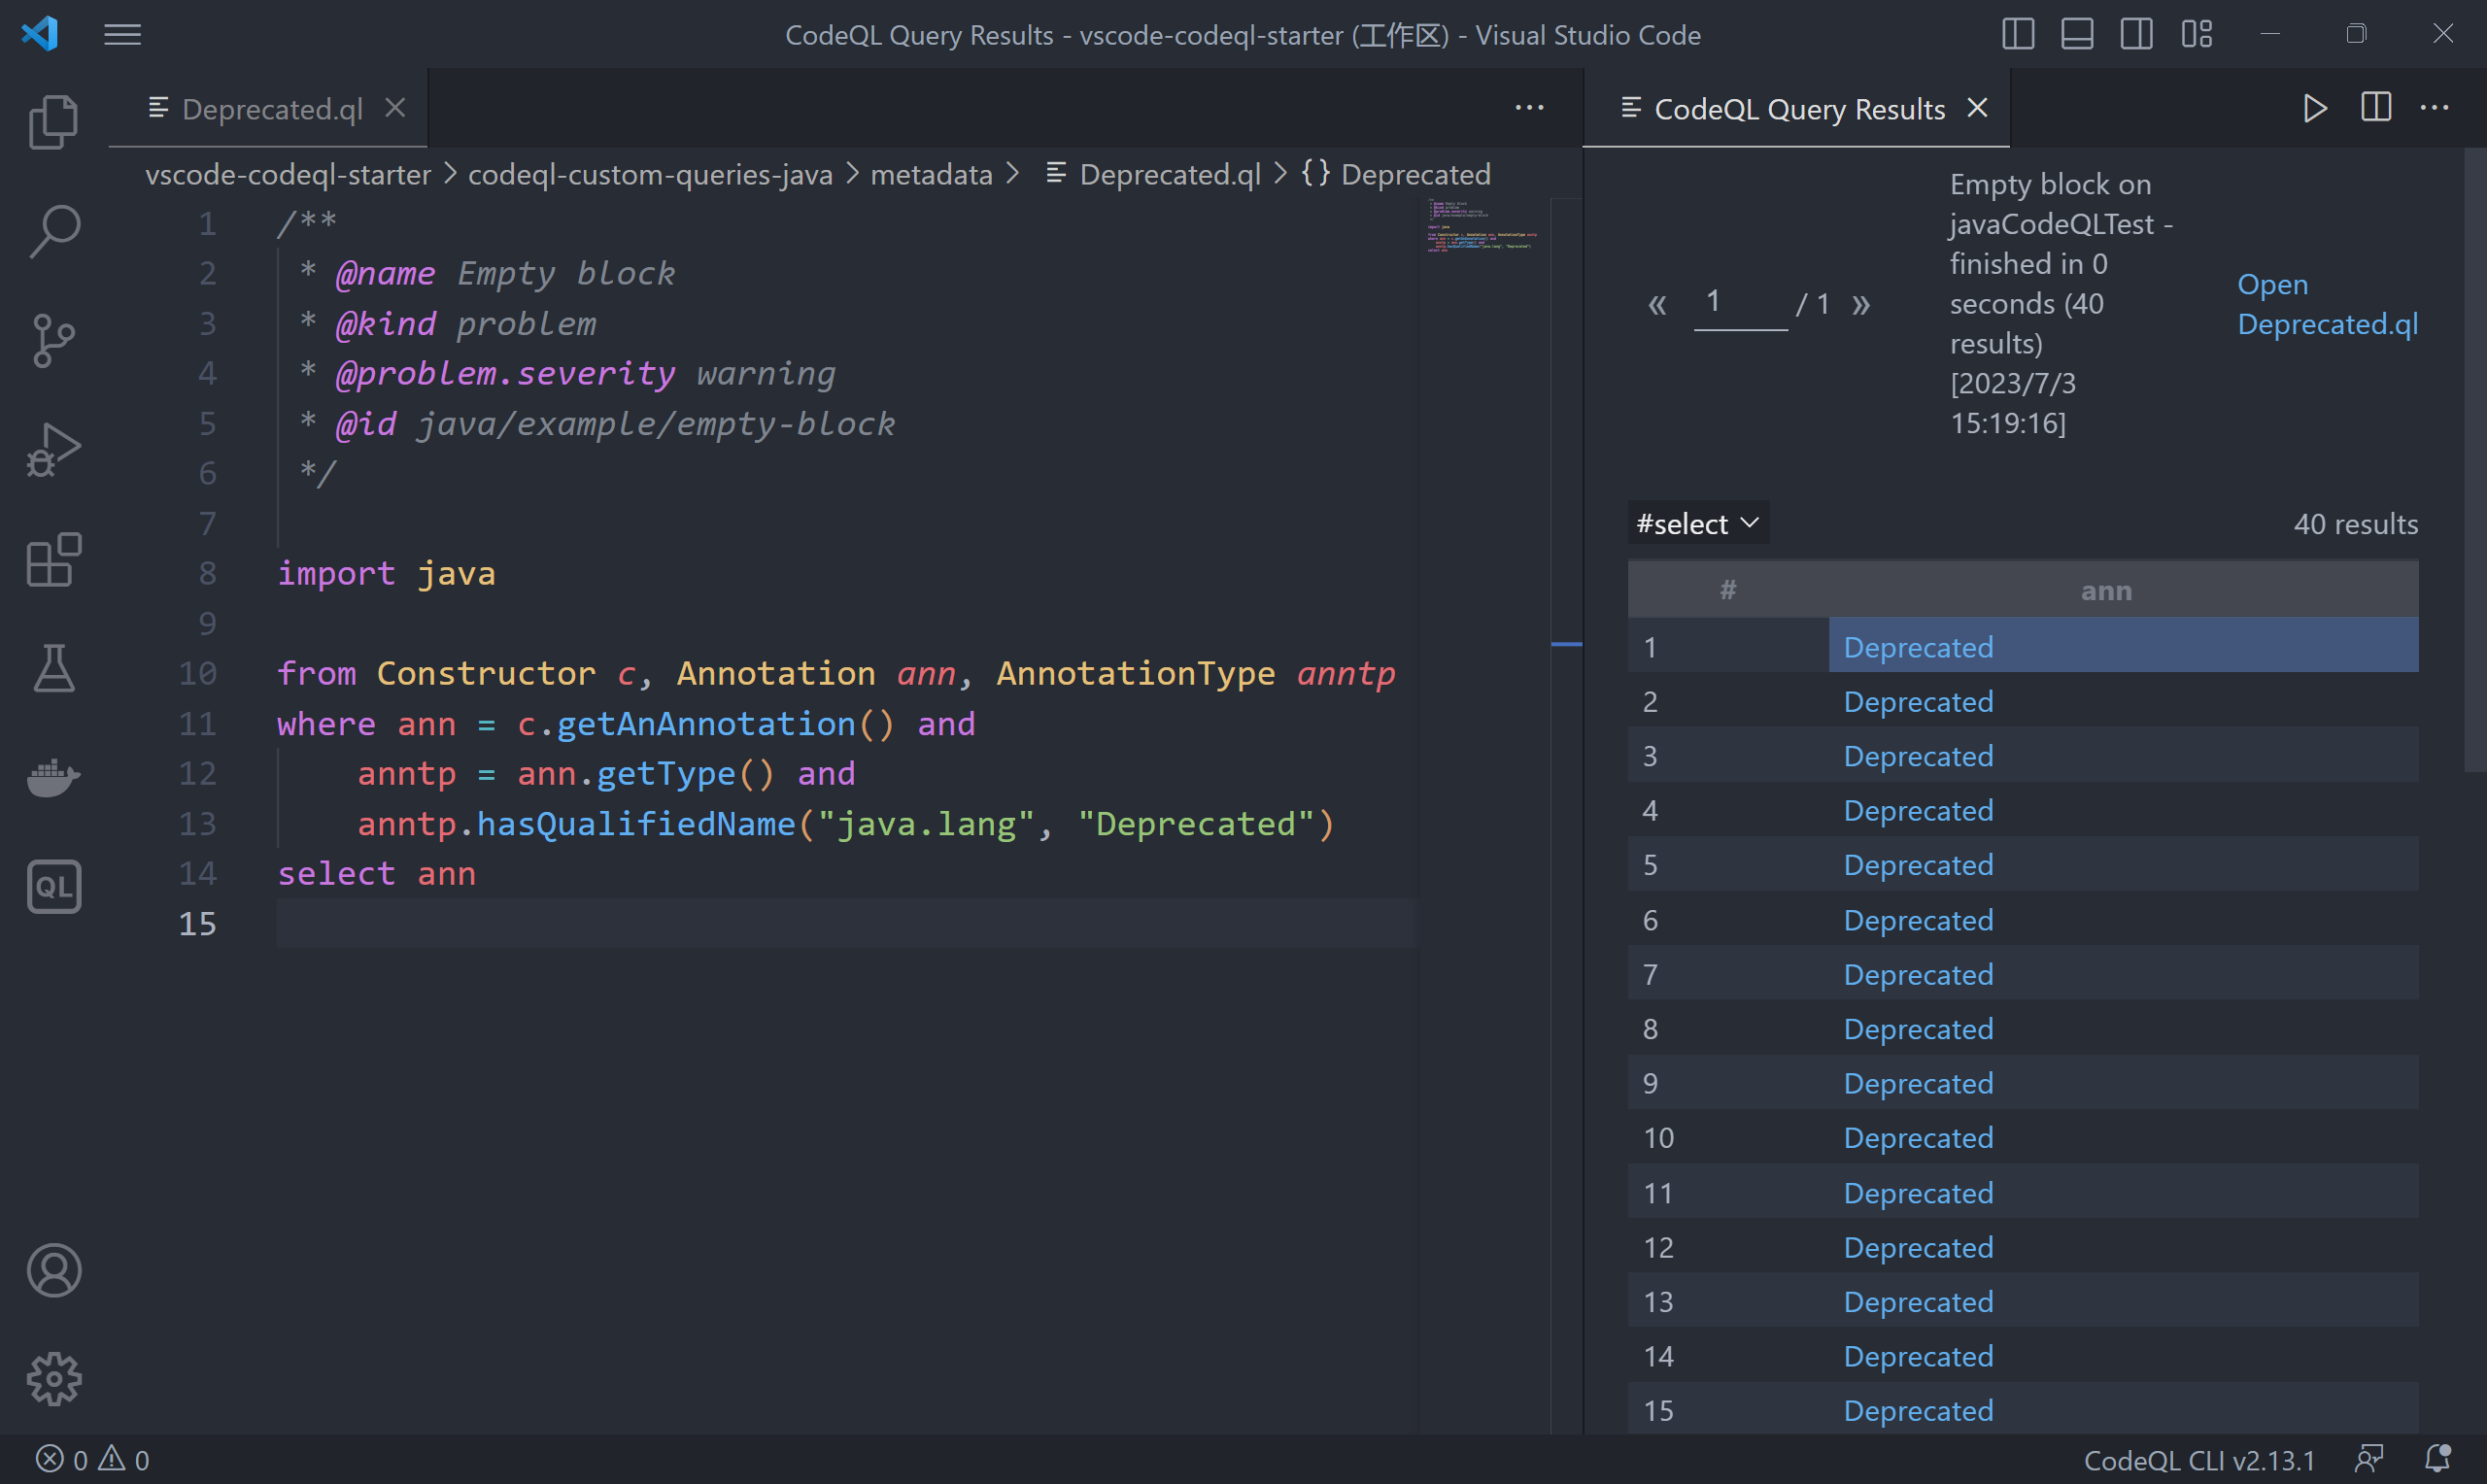 CodeQL Query Results - vscode-codeql-starter (工作区) - Visual Studio Code
Deprecated.ql
vscode-codeql-starter > codeql-custom-queries-java > metadata > Deprecated.ql > {} Deprecated
1 /**
2 * @name Empty block
3 * @kind problem
4 * @problem.severity warning
5 * @id java/example/empty-block
6 */
7
8 import java
9
10 from Constructor c, Annotation ann, AnnotationType anntp
11 where ann = c.getAnAnnotation() and
12 anntp = ann.getType() and
13 anntp.hasQualifiedName("java.lang", "Deprecated")
14 select ann
15
QL
CodeQL Query Results
« 1 / 1 »
Empty block on
javaCodeQLTest -
finished in 0
seconds (40
results)
[2023/7/3
15:19:16]
Open
Deprecated.ql
#select
40 results
# ann
1 Deprecated
2 Deprecated
3 Deprecated
4 Deprecated
5 Deprecated
6 Deprecated
7 Deprecated
8 Deprecated
9 Deprecated
10 Deprecated
11 Deprecated
12 Deprecated
13 Deprecated
14 Deprecated
15 Deprecated
0 0
CodeQL CLI v2.13.1